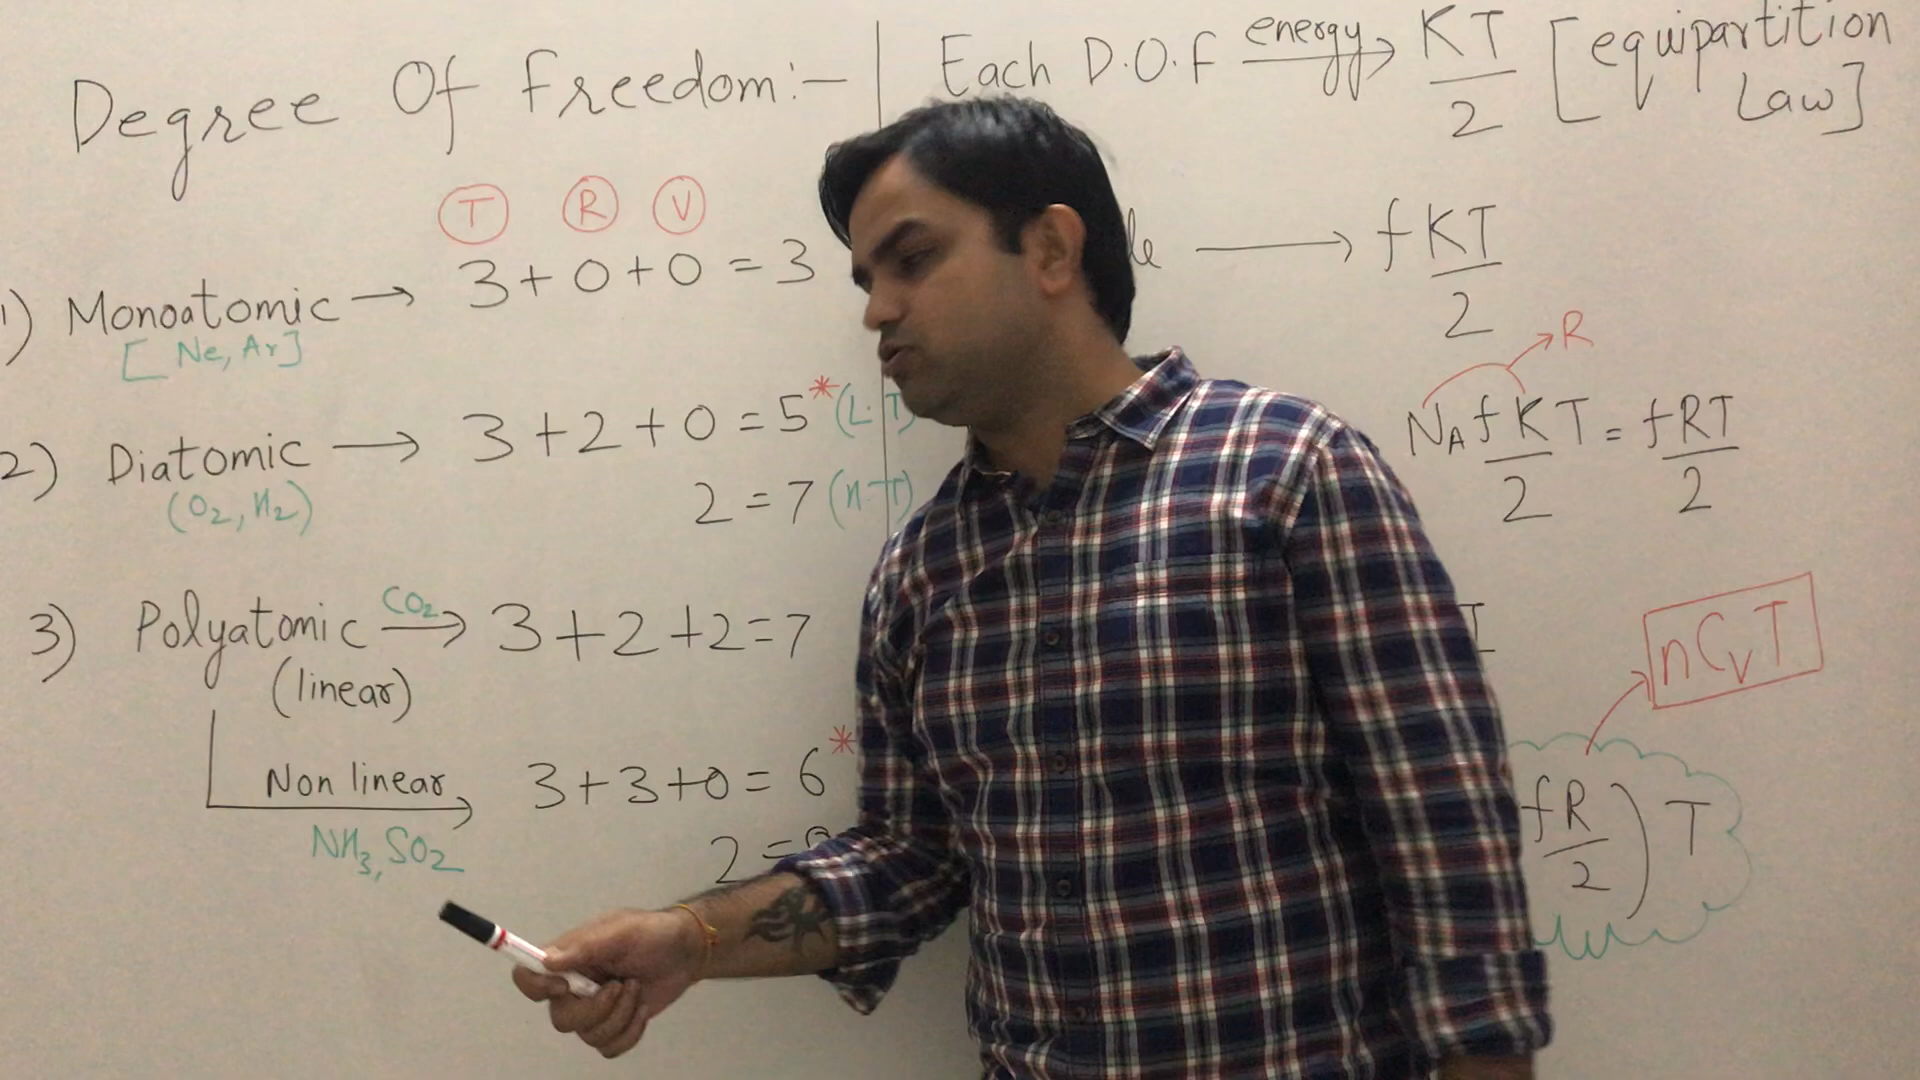 Degree Of Freedom:-
T R V
1) Monoatomic → 3 + 0 + 0 = 3
[Ne, Ar]
2) Diatomic → 3 + 2 + 0 = 5* (L.T)
2 = 7 (H.T)
(O2, H2)
3) Polyatomic CO2 → 3 + 2 + 2 = 7
(linear)
Non linear → 3 + 3 + 0 = 6*
NH3, SO2
2 =
Each D.O.F energy → KT/2 [equipartition Law]
→ fKT/2
→ R
NA fKT/2 = fRT/2
nCvT
fR/2) T